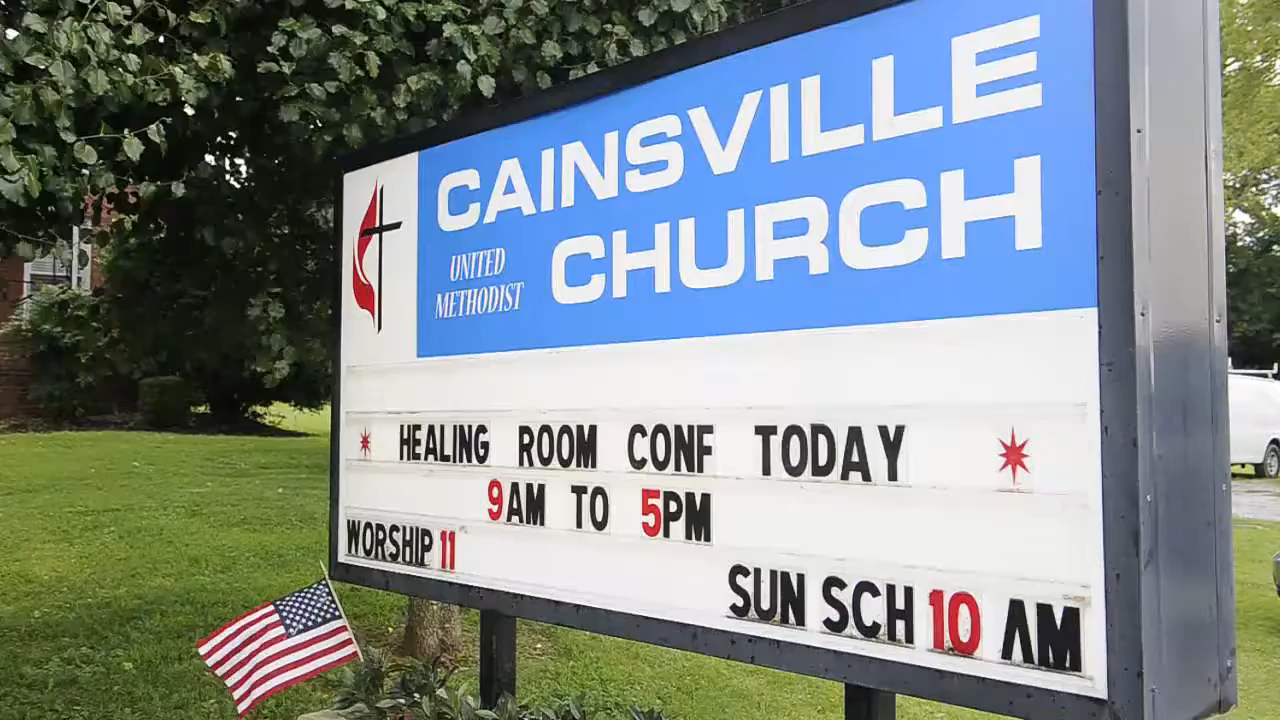 CAINSVILLE
UNITED METHODIST
CHURCH
HEALING ROOM CONF TODAY
9AM TO 5PM
WORSHIP 11
SUN SCH 10 AM